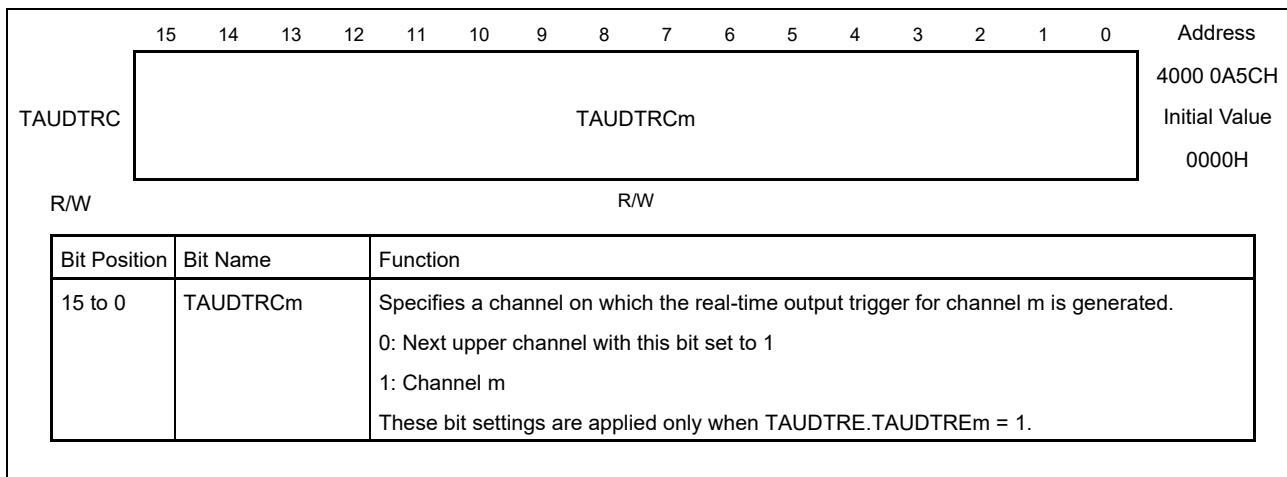 15 14 13 12 11 10 9 8 7 6 5 4 3 2 1 0 Address
4000 0A5CH
TAUDTRC TAUDTRCm Initial Value
0000H
R/W R/W
Bit Position Bit Name Function
15 to 0 TAUDTRCm Specifies a channel on which the real-time output trigger for channel m is generated.
0: Next upper channel with this bit set to 1
1: Channel m
These bit settings are applied only when TAUDTRE.TAUDTREm = 1.